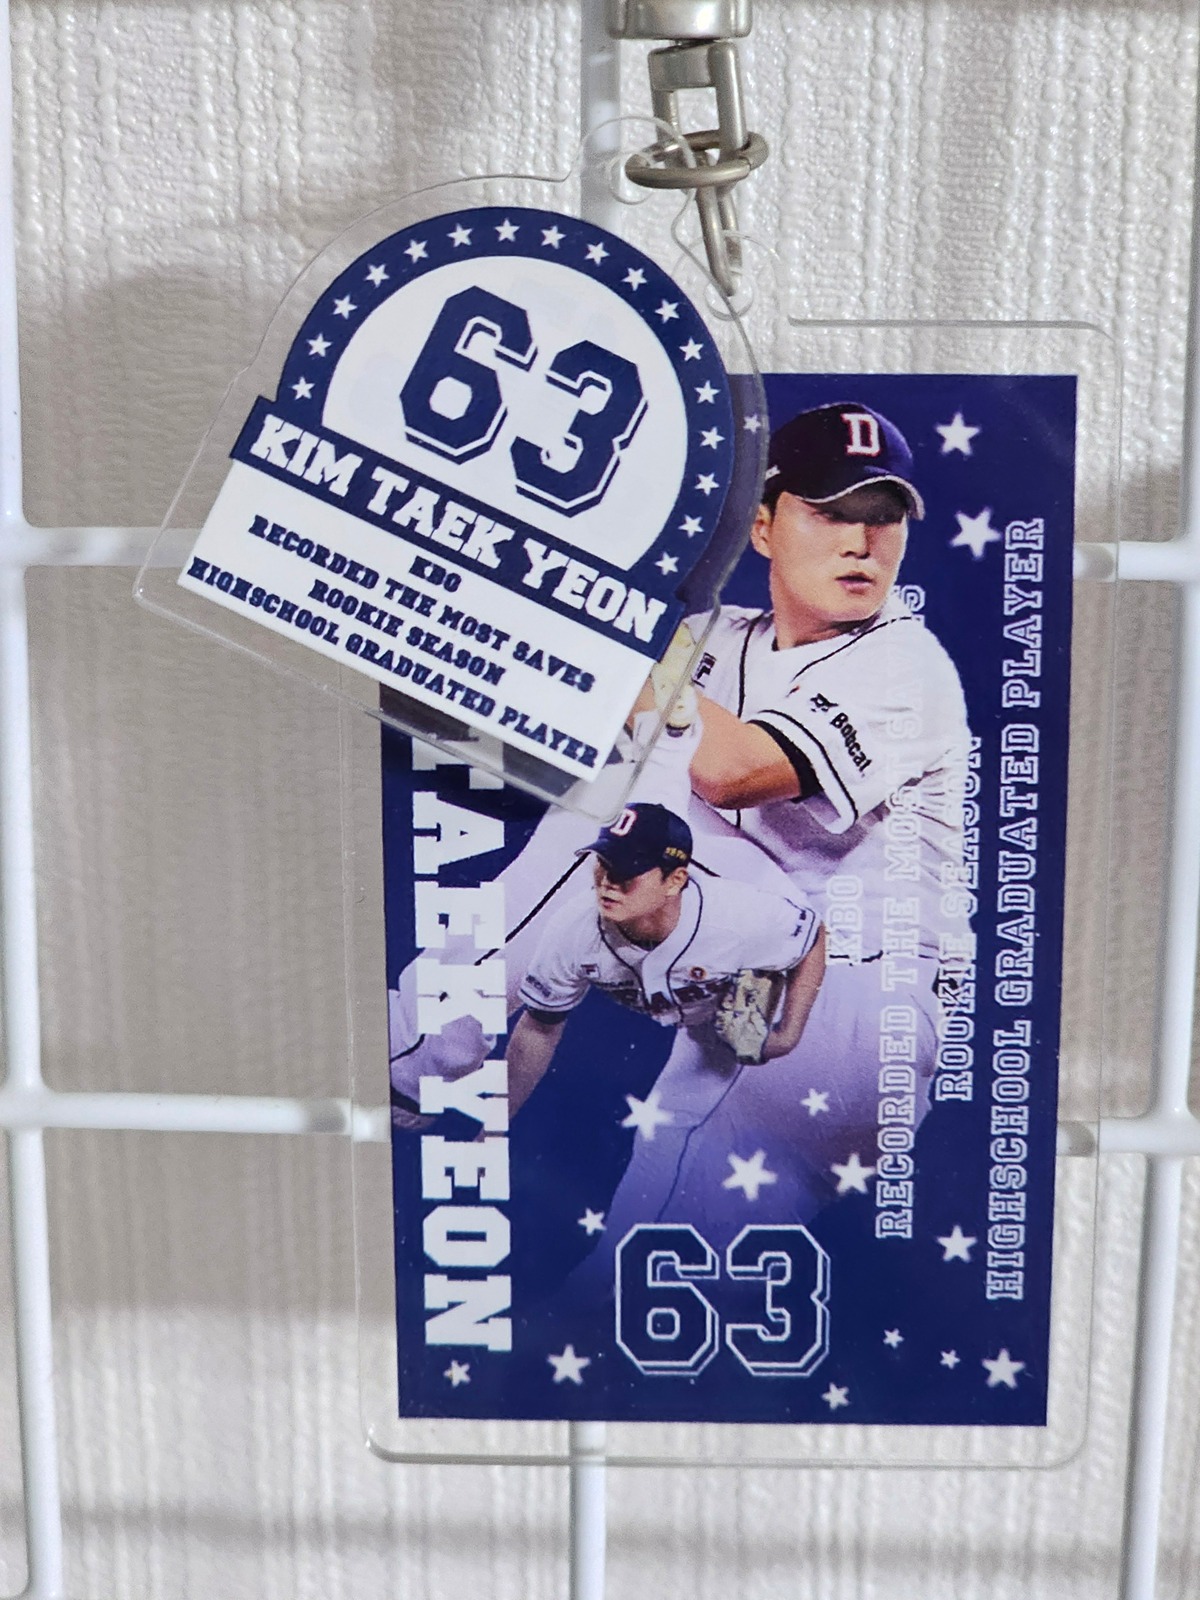 63
KIM TAEK YEON
KBO
RECORDED THE MOST SAVES
ROOKIE SEASON
HIGHSCHOOL GRADUATED PLAYER
D
Bobcat
D
TAEK YEON
KBO
RECORDED THE MOST
ROOKIE SEASON
HIGHSCHOOL GRADUATED PLAYER
63